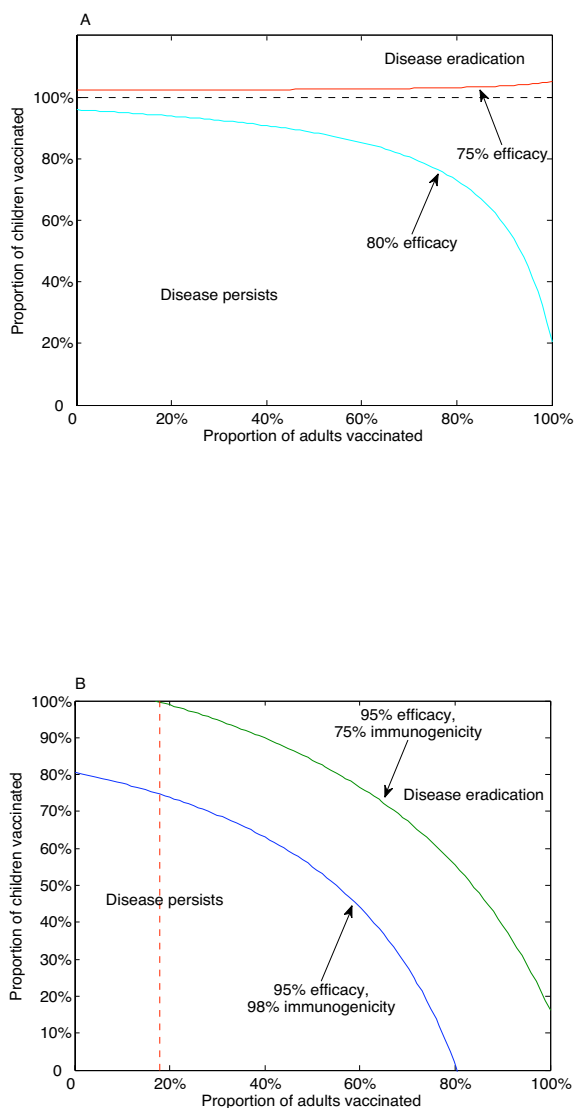 A
Disease eradication
100%
75% efficacy
80%
80% efficacy
60%
40%
Disease persists
20%
0
Proportion of children vaccinated
0 20% 40% 60% 80% 100%
Proportion of adults vaccinated
B
100%
95% efficacy,
75% immunogenicity
90%
80%
Disease eradication
70%
60%
50%
Disease persists
40%
30%
95% efficacy,
98% immunogenicity
20%
10%
0
Proportion of children vaccinated
0 20% 40% 60% 80% 100%
Proportion of adults vaccinated